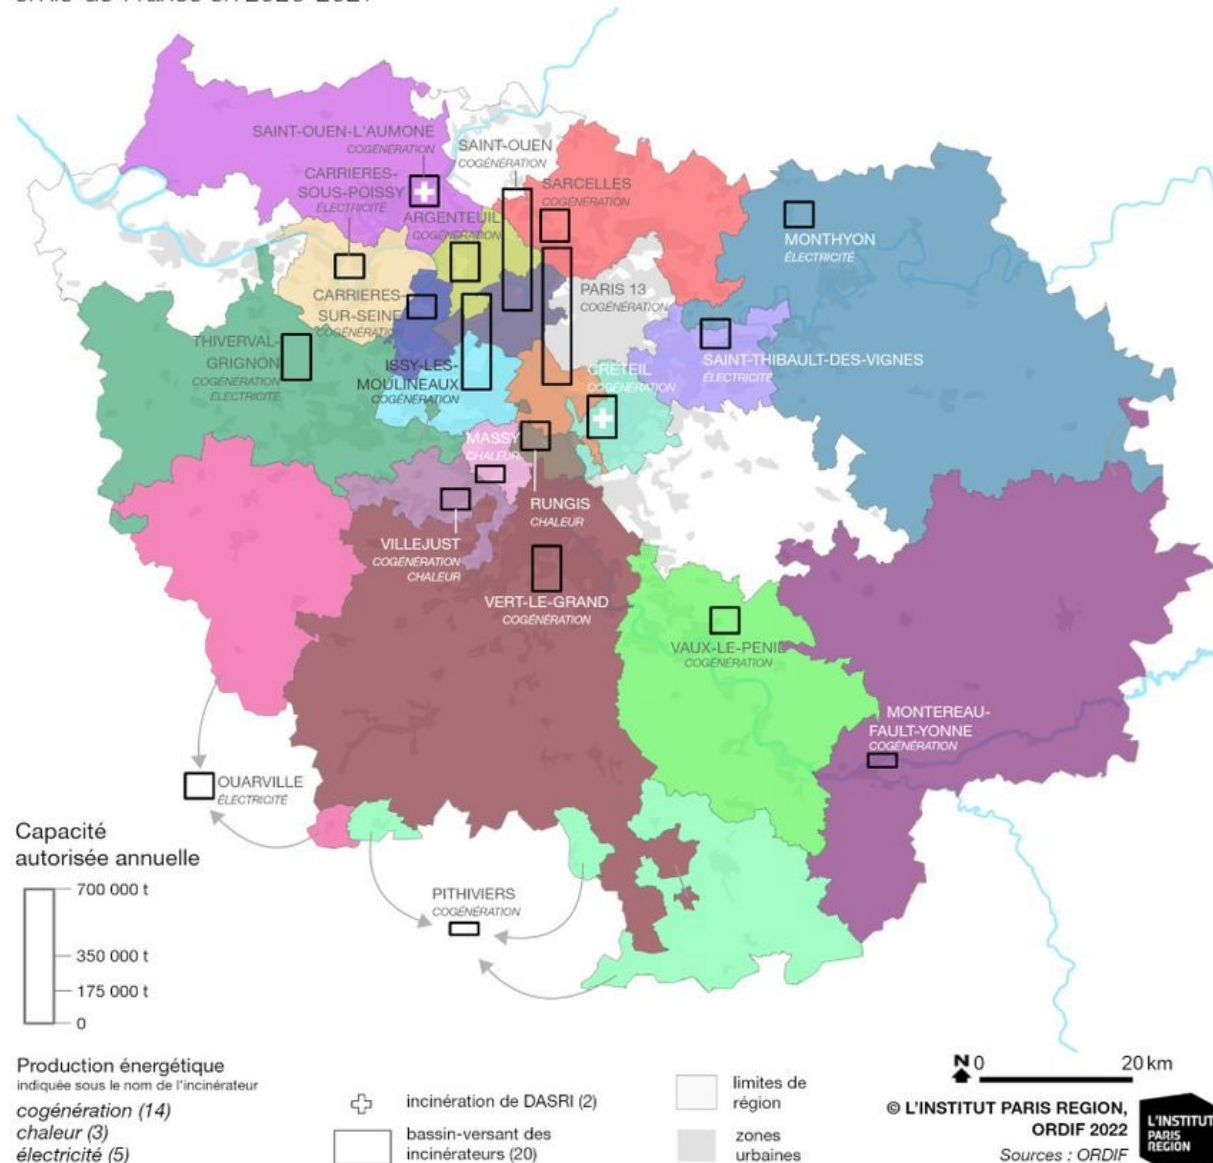 SAINT-OUEN-L'AUMONE
COGÉNÉRATION
SAINT-OUEN
COGÉNÉRATION
CARRIERES-
SOUS-POISSY
ÉLECTRICITÉ
SARCELLES
COGÉNÉRATION
ARGENTEUIL
COGÉNÉRATION
MONTHYON
ÉLECTRICITÉ
CARRIERES-
SUR-SEINE
COGÉNÉRATION
PARIS 13
COGÉNÉRATION
THIVERVAL-
GRIGNON
COGÉNÉRATION
ÉLECTRICITÉ
ISSY-LES-
MOULINEAUX
COGÉNÉRATION
CRÉTEIL
COGÉNÉRATION
SAINT-THIBAULT-DES-VIGNES
ÉLECTRICITÉ
MASSY
CHALEUR
RUNGIS
CHALEUR
VILLEJUST
COGÉNÉRATION
CHALEUR
VERT-LE-GRAND
COGÉNÉRATION
VAUX-LE-PENIL
COGÉNÉRATION
MONTEREAU-
FAULT-YONNE
COGÉNÉRATION
OUARVILLE
ÉLECTRICITÉ
PITHIVIERS
COGÉNÉRATION
Capacité
autorisée annuelle
700 000 t
350 000 t
175 000 t
0
Production énergétique
indiquée sous le nom de l'incinérateur
cogénération (14)
chaleur (3)
électricité (5)
incinération de DASRI (2)
bassin-versant des
incinérateurs (20)
limites de
région
zones
urbaines
N 0 20 km
© L'INSTITUT PARIS REGION,
ORDIF 2022
Sources : ORDIF
L'INSTITUT
PARIS
REGION